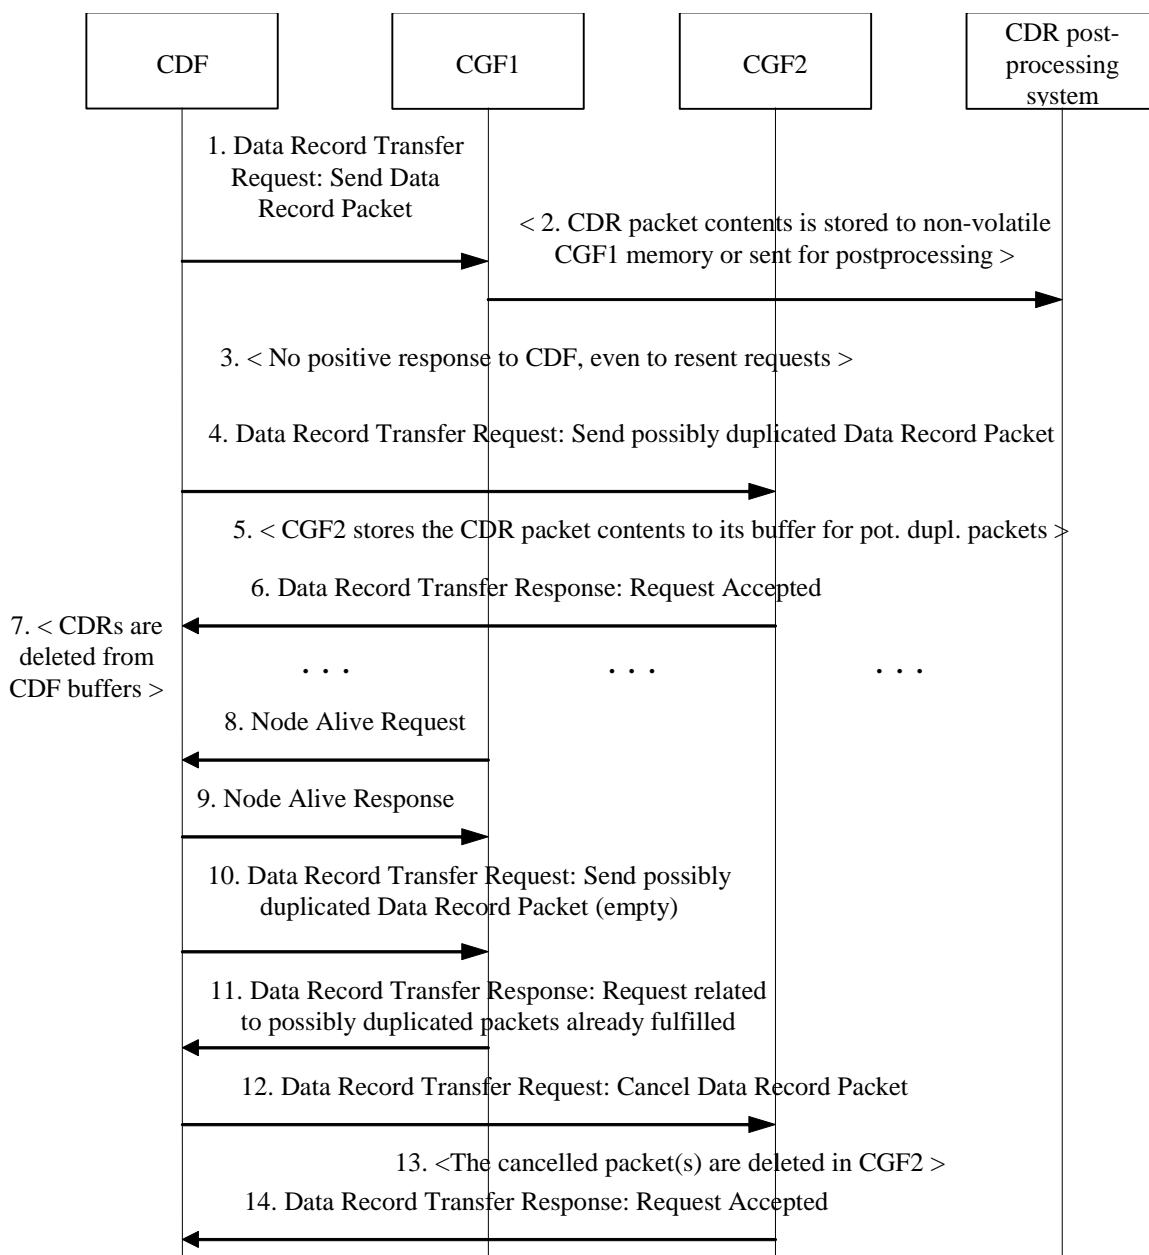 CDF
CGF1
CGF2
CDR post-
processing
system
1. Data Record Transfer
Request: Send Data
Record Packet
< 2. CDR packet contents is stored to non-volatile
CGF1 memory or sent for postprocessing >
3. < No positive response to CDF, even to resent requests >
4. Data Record Transfer Request: Send possibly duplicated Data Record Packet
5. < CGF2 stores the CDR packet contents to its buffer for pot. dupl. packets >
6. Data Record Transfer Response: Request Accepted
7. < CDRs are
deleted from
CDF buffers >
. . .
. . .
. . .
8. Node Alive Request
9. Node Alive Response
10. Data Record Transfer Request: Send possibly
duplicated Data Record Packet (empty)
11. Data Record Transfer Response: Request related
to possibly duplicated packets already fulfilled
12. Data Record Transfer Request: Cancel Data Record Packet
13. <The cancelled packet(s) are deleted in CGF2 >
14. Data Record Transfer Response: Request Accepted